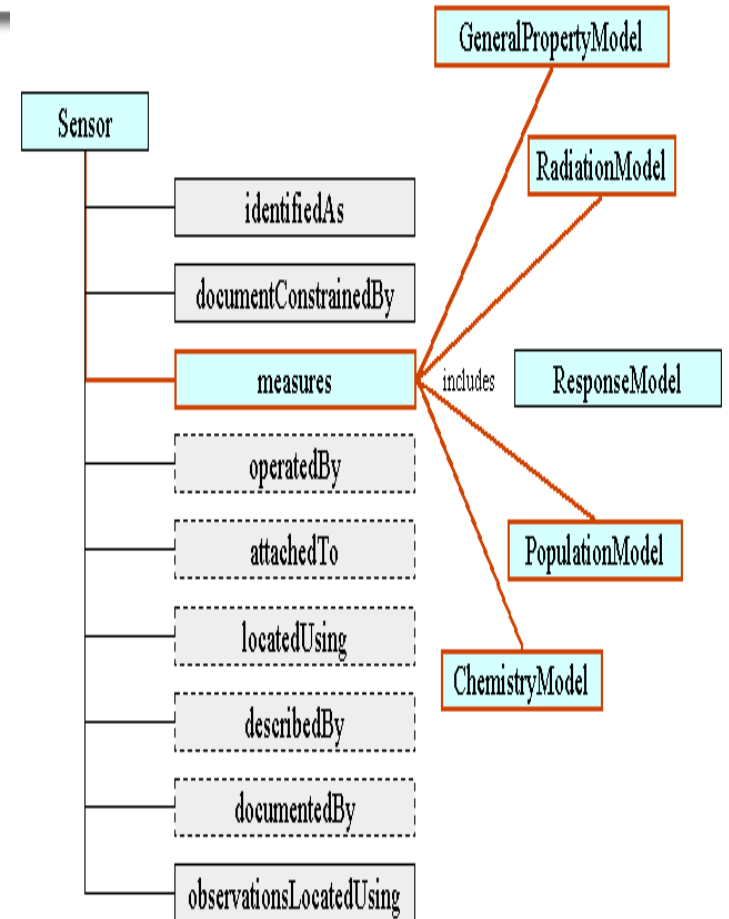 GeneralPropertyModel
Sensor
RadiationModel
identifiedAs
documentConstrainedBy
measures
includes
ResponseModel
operatedBy
attachedTo
PopulationModel
locatedUsing
ChemistryModel
describedBy
documentedBy
observationsLocatedUsing